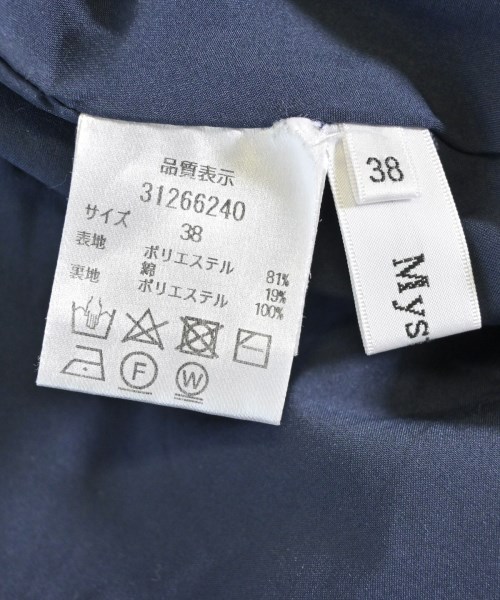 品質表示
31266240
サイズ 38
表地 ポリエステル 81%
綿 19%
裏地 ポリエステル 100%
F
W
38
Mys